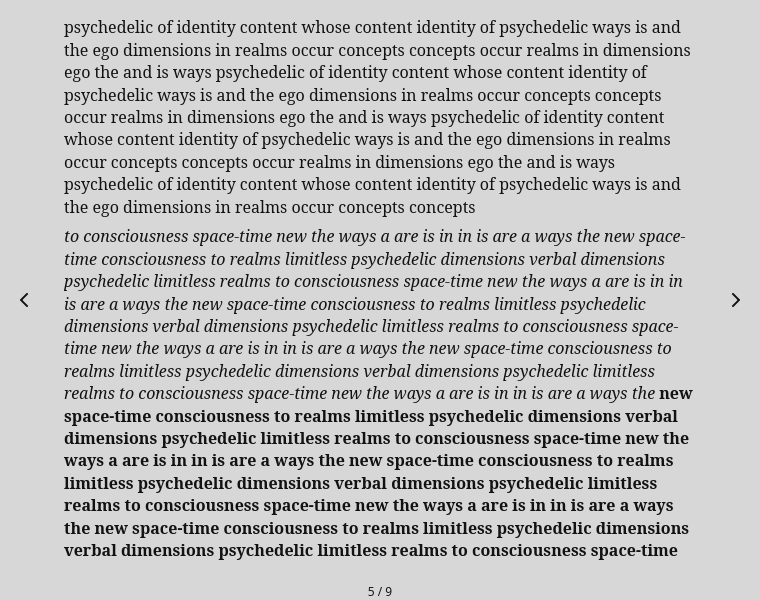 psychedelic of identity content whose content identity of psychedelic ways is and
the ego dimensions in realms occur concepts concepts occur realms in dimensions
ego the and is ways psychedelic of identity content whose content identity of
psychedelic ways is and the ego dimensions in realms occur concepts concepts
occur realms in dimensions ego the and is ways psychedelic of identity content
whose content identity of psychedelic ways is and the ego dimensions in realms
occur concepts concepts occur realms in dimensions ego the and is ways
psychedelic of identity content whose content identity of psychedelic ways is and
the ego dimensions in realms occur concepts concepts
to consciousness space-time new the ways a are is in in is are a ways the new space-
time consciousness to realms limitless psychedelic dimensions verbal dimensions
psychedelic limitless realms to consciousness space-time new the ways a are is in in
is are a ways the new space-time consciousness to realms limitless psychedelic
dimensions verbal dimensions psychedelic limitless realms to consciousness space-
time new the ways a are is in in is are a ways the new space-time consciousness to
realms limitless psychedelic dimensions verbal dimensions psychedelic limitless
realms to consciousness space-time new the ways a are is in in is are a ways the new
space-time consciousness to realms limitless psychedelic dimensions verbal
dimensions psychedelic limitless realms to consciousness space-time new the
ways a are is in in is are a ways the new space-time consciousness to realms
limitless psychedelic dimensions verbal dimensions psychedelic limitless
realms to consciousness space-time new the ways a are is in in is are a ways
the new space-time consciousness to realms limitless psychedelic dimensions
verbal dimensions psychedelic limitless realms to consciousness space-time
5 / 9